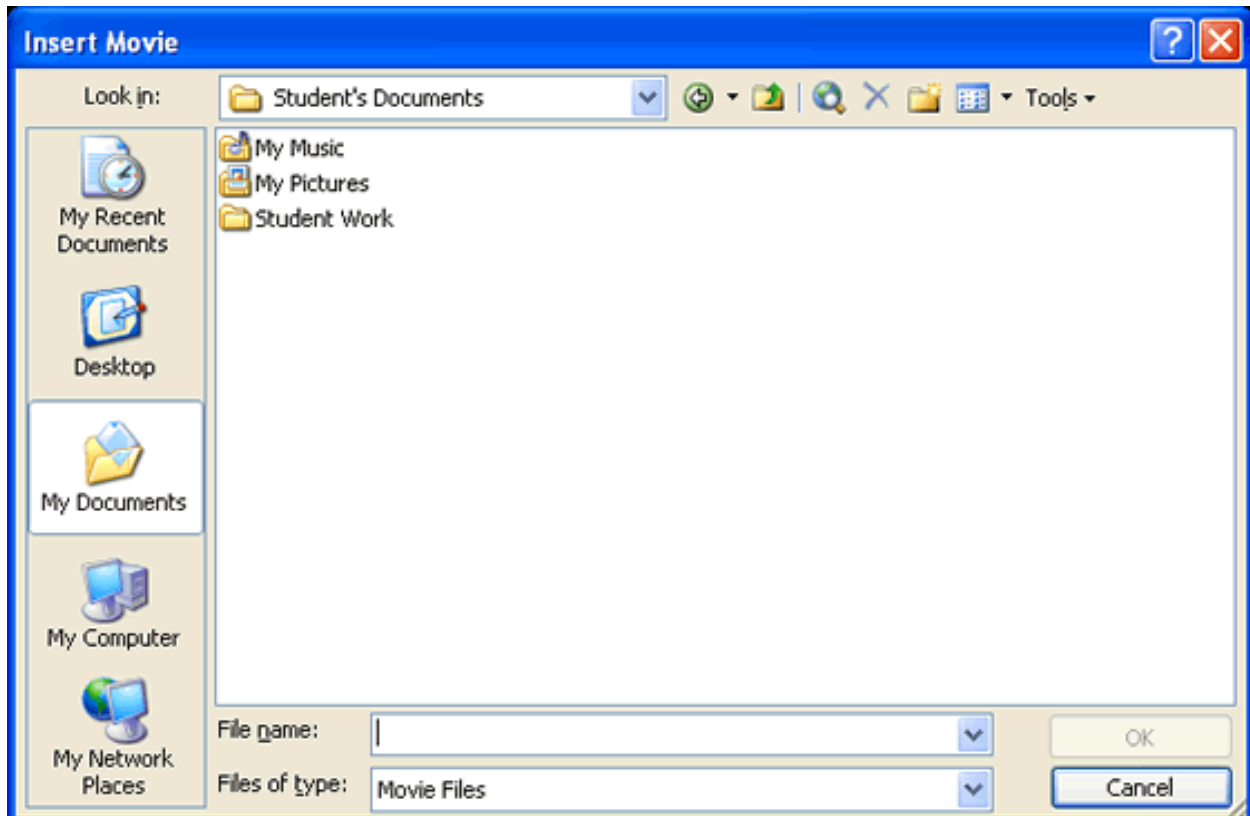 Insert Movie
Look in:
Student's Documents
Tools
My Music
My Pictures
Student Work
My Recent
Documents
Desktop
My Documents
My Computer
My Network
Places
File name:
OK
Files of type:
Movie Files
Cancel